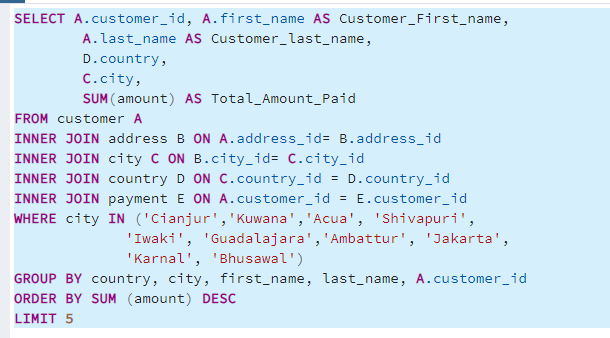 SELECT A.customer_id, A.first_name AS Customer_First_name,
A.last_name AS Customer_last_name,
D.country,
C.city,
SUM(amount) AS Total_Amount_Paid
FROM customer A
INNER JOIN address B ON A.address_id= B.address_id
INNER JOIN city C ON B.city_id= C.city_id
INNER JOIN country D ON C.country_id = D.country_id
INNER JOIN payment E ON A.customer_id = E.customer_id
WHERE city IN ('Cianjur','Kuwana','Acua', 'Shivapuri',
'Iwaki', 'Guadalajara','Ambattur', 'Jakarta',
'Karnal', 'Bhusawal')
GROUP BY country, city, first_name, last_name, A.customer_id
ORDER BY SUM (amount) DESC
LIMIT 5